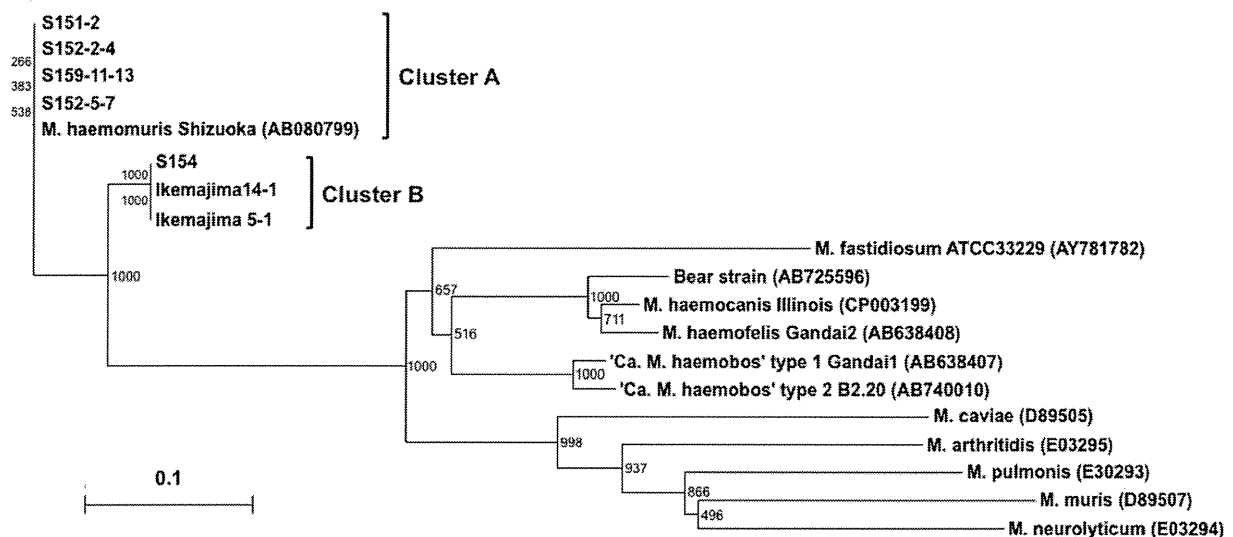 S151-2
S152-2-4
266
S159-11-13
Cluster A
383
S152-5-7
538
M. haemomuris Shizuoka (AB080799)
S154
1000
Ikemajima14-1
Cluster B
1000
Ikemajima 5-1
M. fastidiosum ATCC33229 (AY781782)
1000
Bear strain (AB725596)
657
1000
M. haemocanis Illinois (CP003199)
711
516
M. haemofelis Gandai2 (AB638408)
'Ca. M. haemobos' type 1 Gandai1 (AB638407)
1000
1000
'Ca. M. haemobos' type 2 B2.20 (AB740010)
M. caviae (D89505)
998
M. arthritidis (E03295)
937
0.1
M. pulmonis (E30293)
866
M. muris (D89507)
496
M. neurolyticum (E03294)